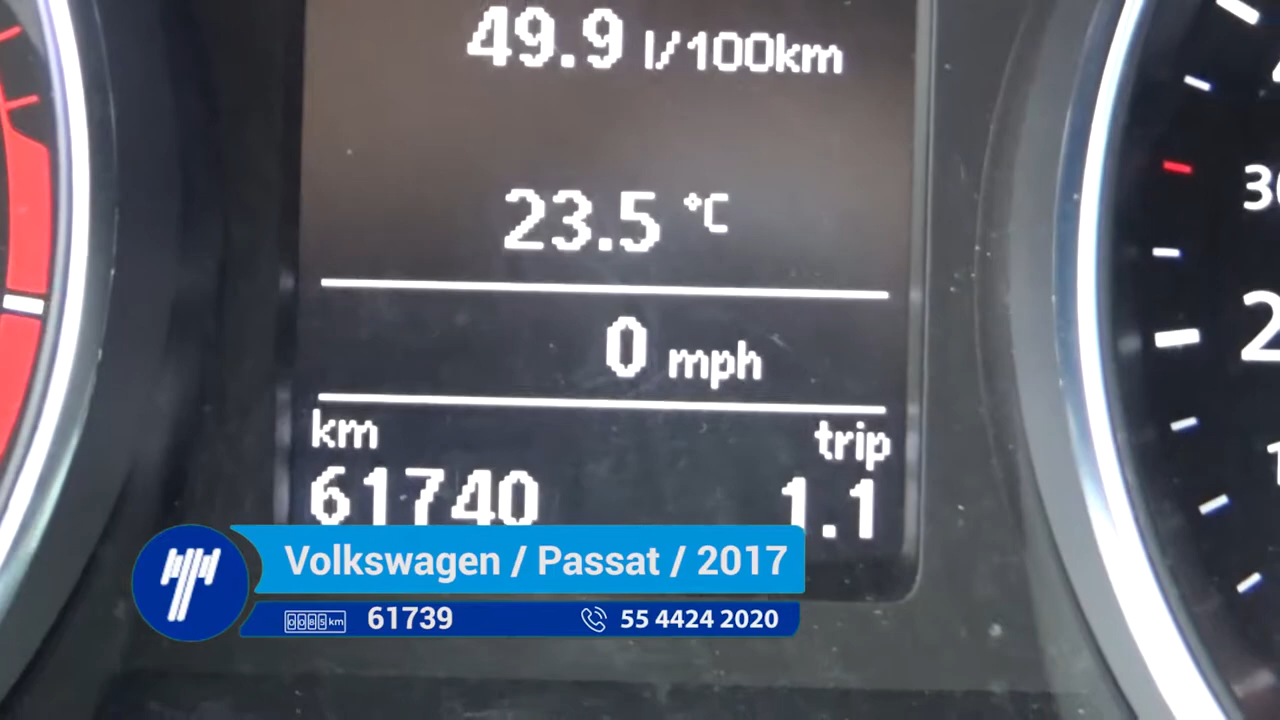 49.9 l/100km
23.5 °C
0 mph
km trip
61740 1.1
Volkswagen / Passat / 2017
0085 km 61739 55 4424 2020